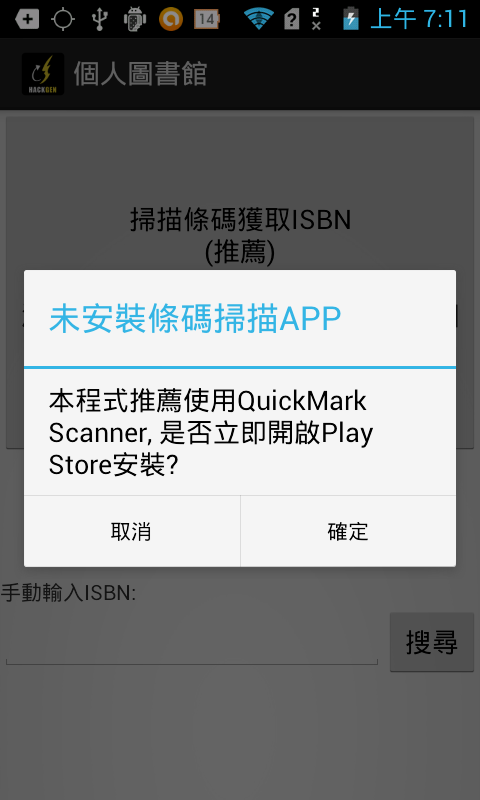 14
上午 7:11
HACKGEN
個人圖書館
掃描條碼獲取ISBN
(推薦)
未安裝條碼掃描APP
本程式推薦使用QuickMark
Scanner, 是否立即開啟Play
Store安裝?
取消
確定
手動輸入ISBN:
搜尋